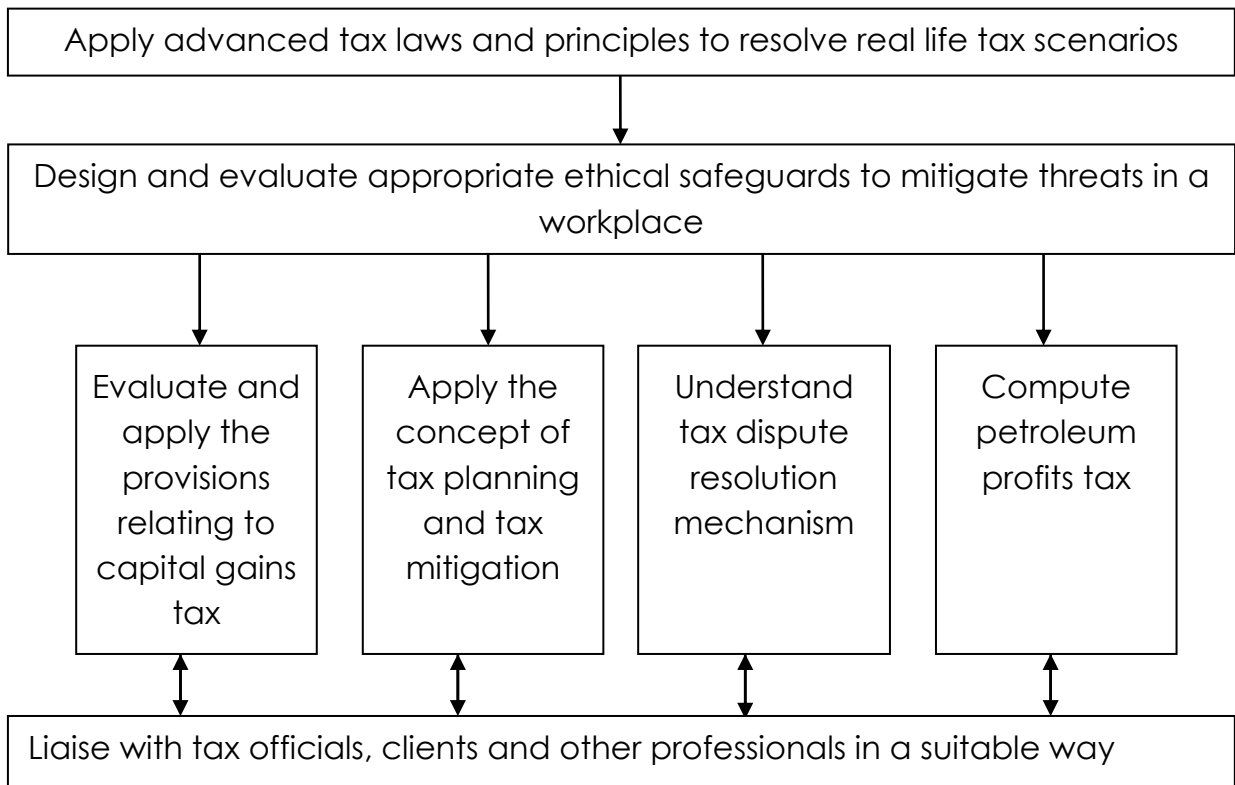 Apply advanced tax laws and principles to resolve real life tax scenarios
Design and evaluate appropriate ethical safeguards to mitigate threats in a
workplace
Evaluate and
apply the
provisions
relating to
capital gains
tax
Apply the
concept of
tax planning
and tax
mitigation
Understand
tax dispute
resolution
mechanism
Compute
petroleum
profits tax
Liaise with tax officials, clients and other professionals in a suitable way